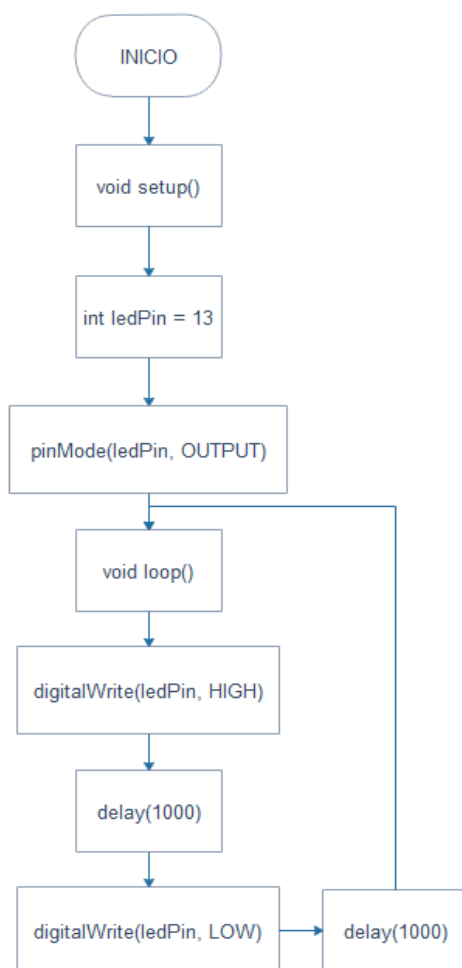 INICIO
void setup()
int ledPin = 13
pinMode(ledPin, OUTPUT)
void loop()
digitalWrite(ledPin, HIGH)
delay(1000)
digitalWrite(ledPin, LOW)
delay(1000)